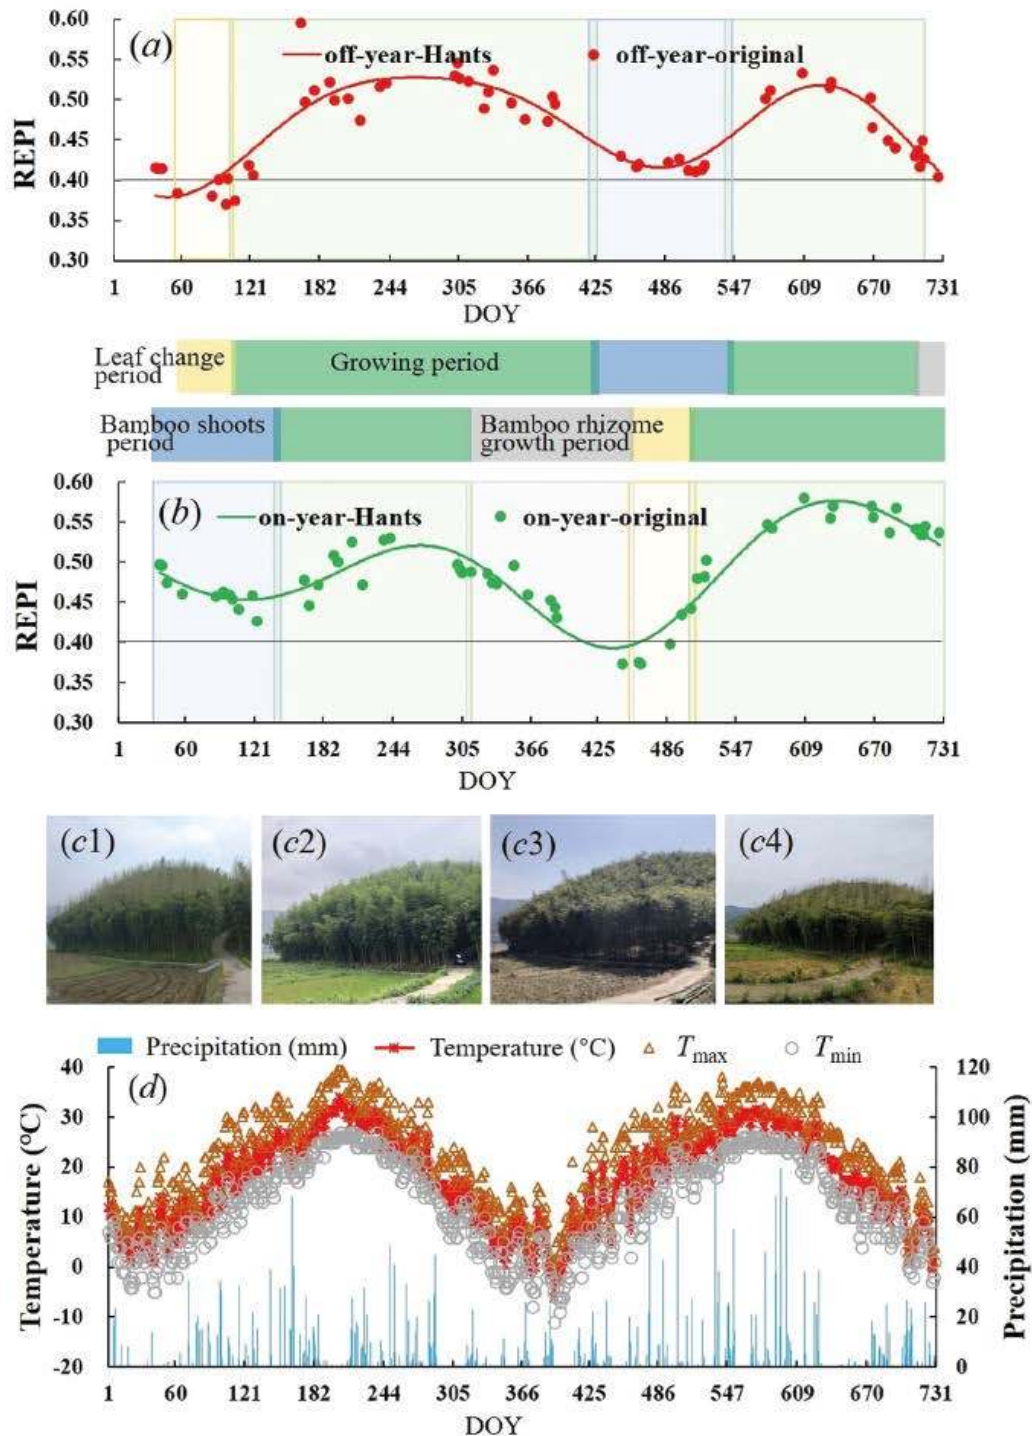 (a)
off-year-Hants
off-year-original
0.60
0.55
0.50
0.45
0.40
0.35
0.30
REPI
1 60 121 182 244 305 366 425 486 547 609 670 731
DOY
Leaf change
period
Growing period
Bamboo shoots
period
Bamboo rhizome
growth period
(b)
on-year-Hants
on-year-original
0.60
0.55
0.50
0.45
0.40
0.35
0.30
REPI
1 60 121 182 244 305 366 425 486 547 609 670 731
DOY
(c1)
(c2)
(c3)
(c4)
Precipitation (mm) Temperature (°C) Tmax Tmin
(d)
40
30
20
10
0
-10
-20
Temperature (°C)
120
100
80
60
40
20
0
Precipitation (mm)
1 60 121 182 244 305 366 425 486 547 609 670 731
DOY